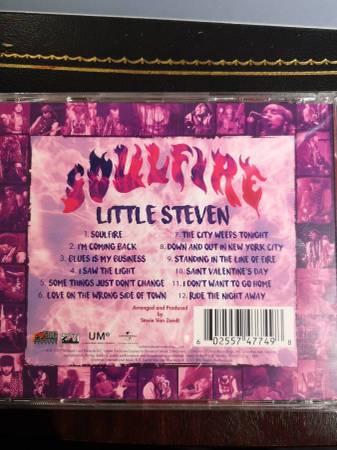 SOULFIRE
LITTLE STEVEN
1. SOULFIRE
2. I'M COMING BACK
3. BLUES IS MY BUSINESS
4. I SAW THE LIGHT
5. SOME THINGS JUST DON'T CHANGE
6. LOVE ON THE WRONG SIDE OF TOWN
7. THE CITY WEEPS TONIGHT
8. DOWN AND OUT IN NEW YORK CITY
9. STANDING IN THE LINE OF FIRE
10. SAINT VALENTINE'S DAY
11. I DON'T WANT TO GO HOME
12. RIDE THE NIGHT AWAY
Arranged and Produced
by
Stevie Van Zandt
UMe
6 02557 47749 8